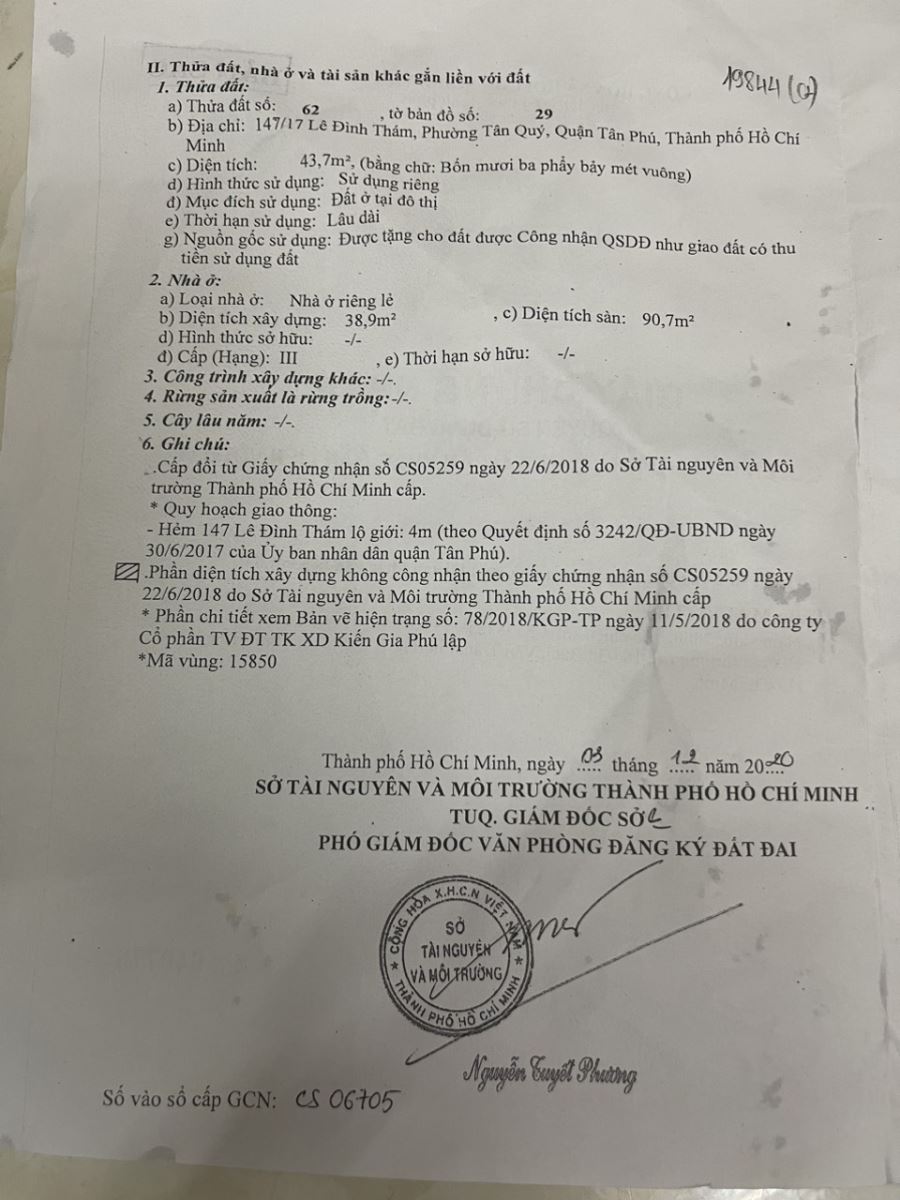 19844 (02)
II. Thửa đất, nhà ở và tài sản khác gắn liền với đất
1. Thửa đất:
a) Thửa đất số: 62 , tờ bản đồ số: 29
b) Địa chỉ: 147/17 Lê Đình Thám, Phường Tân Quý, Quận Tân Phú, Thành phố Hồ Chí
Minh
c) Diện tích: 43,7m², (bằng chữ: Bốn mươi ba phẩy bảy mét vuông)
d) Hình thức sử dụng: Sử dụng riêng
đ) Mục đích sử dụng: Đất ở tại đô thị
e) Thời hạn sử dụng: Lâu dài
g) Nguồn gốc sử dụng: Được tặng cho đất được Công nhận QSDĐ như giao đất có thu
tiền sử dụng đất
2. Nhà ở:
a) Loại nhà ở: Nhà ở riêng lẻ
b) Diện tích xây dựng: 38,9m² , c) Diện tích sàn: 90,7m²
d) Hình thức sở hữu: -/-
đ) Cấp (Hạng): III , e) Thời hạn sở hữu: -/-
3. Công trình xây dựng khác: -/-.
4. Rừng sản xuất là rừng trồng: -/-.
5. Cây lâu năm: -/-.
6. Ghi chú:
.Cấp đổi từ Giấy chứng nhận số CS05259 ngày 22/6/2018 do Sở Tài nguyên và Môi
trường Thành phố Hồ Chí Minh cấp.
* Quy hoạch giao thông:
- Hẻm 147 Lê Đình Thám lộ giới: 4m (theo Quyết định số 3242/QĐ-UBND ngày
30/6/2017 của Ủy ban nhân dân quận Tân Phú).
.Phần diện tích xây dựng không công nhận theo giấy chứng nhận số CS05259 ngày
22/6/2018 do Sở Tài nguyên và Môi trường Thành phố Hồ Chí Minh cấp
* Phần chi tiết xem Bản vẽ hiện trạng số: 78/2018/KGP-TP ngày 11/5/2018 do công ty
Cổ phần TV ĐT TK XD Kiến Gia Phú lập
*Mã vùng: 15850
Thành phố Hồ Chí Minh, ngày 03 tháng 12 năm 2020
SỞ TÀI NGUYÊN VÀ MÔI TRƯỜNG THÀNH PHỐ HỒ CHÍ MINH
TUQ. GIÁM ĐỐC SỞ
PHÓ GIÁM ĐỐC VĂN PHÒNG ĐĂNG KÝ ĐẤT ĐAI
CỘNG HÒA X.H.C.N VIỆT NAM
SỞ
TÀI NGUYÊN
VÀ MÔI TRƯỜNG
THÀNH PHỐ HỒ CHÍ MINH
Nguyễn Tuyết Phương
Số vào sổ cấp GCN: CS 06705